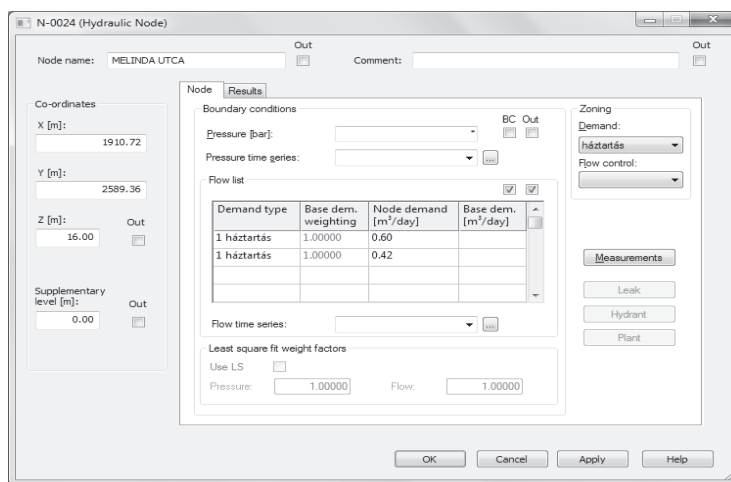 N-0024 (Hydraulic Node)
Out
Out
Node name: MELINDA UTCA
Comment:
Node Results
Co-ordinates
X [m]:
1910.72
Y [m]:
2589.36
Z [m]:
Out
16.00
Supplementary level [m]:
Out
0.00
Boundary conditions
BC Out
Pressure [bar]:
Pressure time series:
...
Flow list
Demand type Base dem. weighting Node demand [m³/day] Base dem. [m³/day]
1 háztartás 1.00000 0.60
1 háztartás 1.00000 0.42
Flow time series:
...
Least square fit weight factors
Use LS
Pressure: 1.00000 Flow: 1.00000
Zoning
Demand:
háztartás
Flow control:
Measurements
Leak
Hydrant
Plant
OK Cancel Apply Help